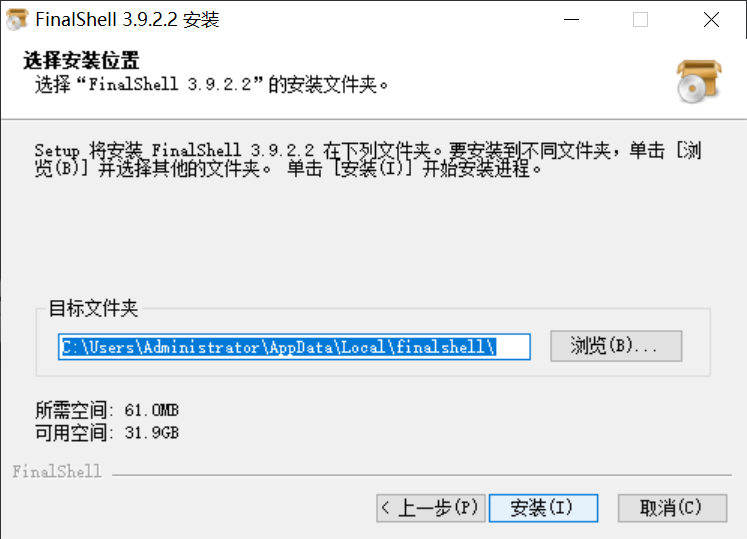 FinalShell 3.9.2.2 安装
选择安装位置
选择“FinalShell 3.9.2.2”的安装文件夹。
Setup 将安装 FinalShell 3.9.2.2 在下列文件夹。要安装到不同文件夹，单击 [浏
览(B)] 并选择其他的文件夹。 单击 [安装(I)] 开始安装进程。
目标文件夹
C:\Users\Administrator\AppData\Local\finalshell\
浏览(B)...
所需空间: 61.0MB
可用空间: 31.9GB
FinalShell
< 上一步(P) 安装(I) 取消(C)